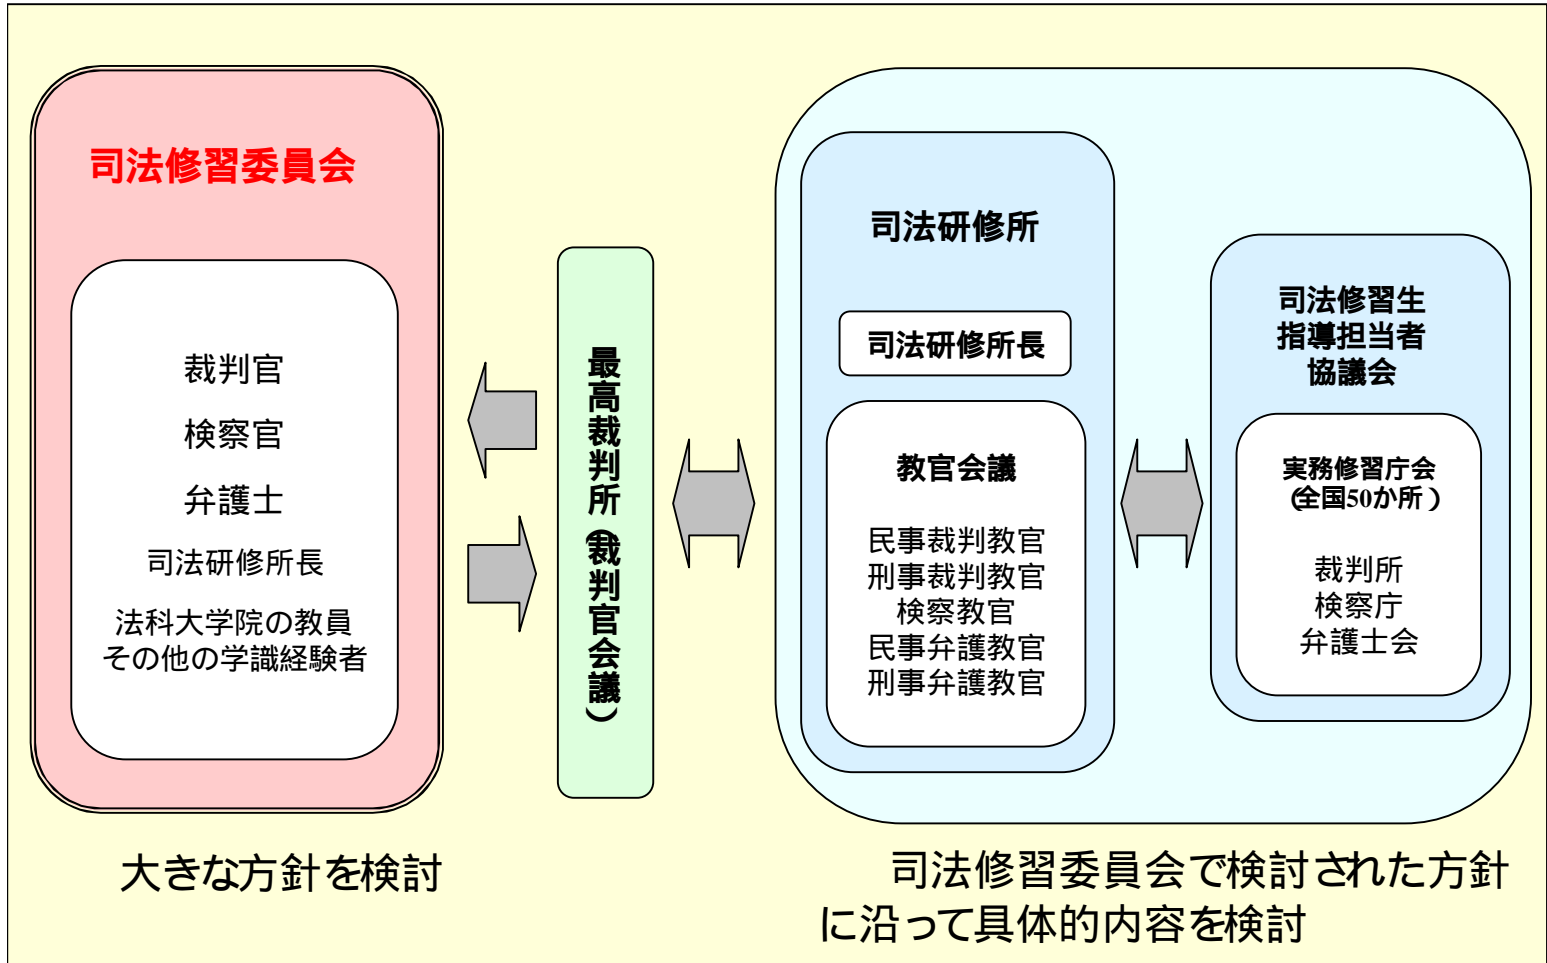 司法修習委員会
裁判官
検察官
弁護士
司法研修所長
法科大学院の教員
その他の学識経験者
大きな方針を検討
最高裁判所（裁判官会議）
司法研修所
司法研修所長
教官会議
民事裁判教官
刑事裁判教官
検察教官
民事弁護教官
刑事弁護教官
司法修習生
指導担当者
協議会
実務修習庁会
（全国50か所）
裁判所
検察庁
弁護士会
司法修習委員会で検討された方針
に沿って具体的内容を検討